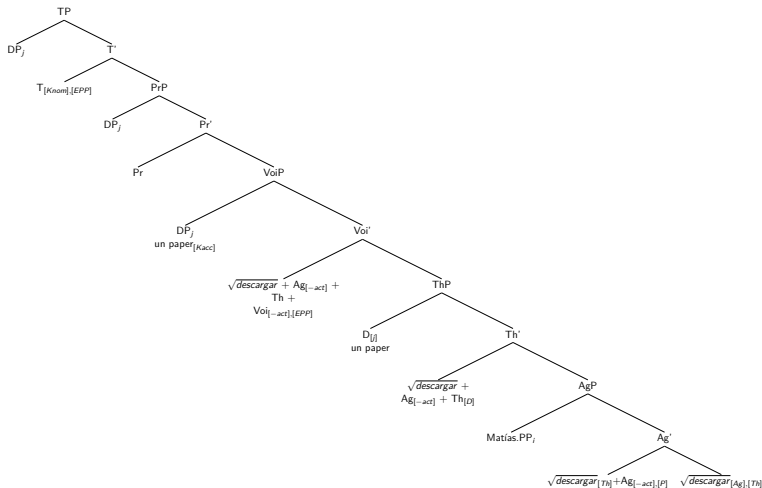 TP
DPj
T'
T[Knom],[EPP]
PrP
DPj
Pr'
Pr
VoiP
DPj
un paper[Kacc]
Voi'
√descargar + Ag[−act] +
Th +
Voi[−act],[EPP]
ThP
D[j]
un paper
Th'
√descargar +
Ag[−act] + Th[D]
AgP
Matías.PPi
Ag'
√descargar[Th]+Ag[−act],[P]
√descargar[Ag],[Th]